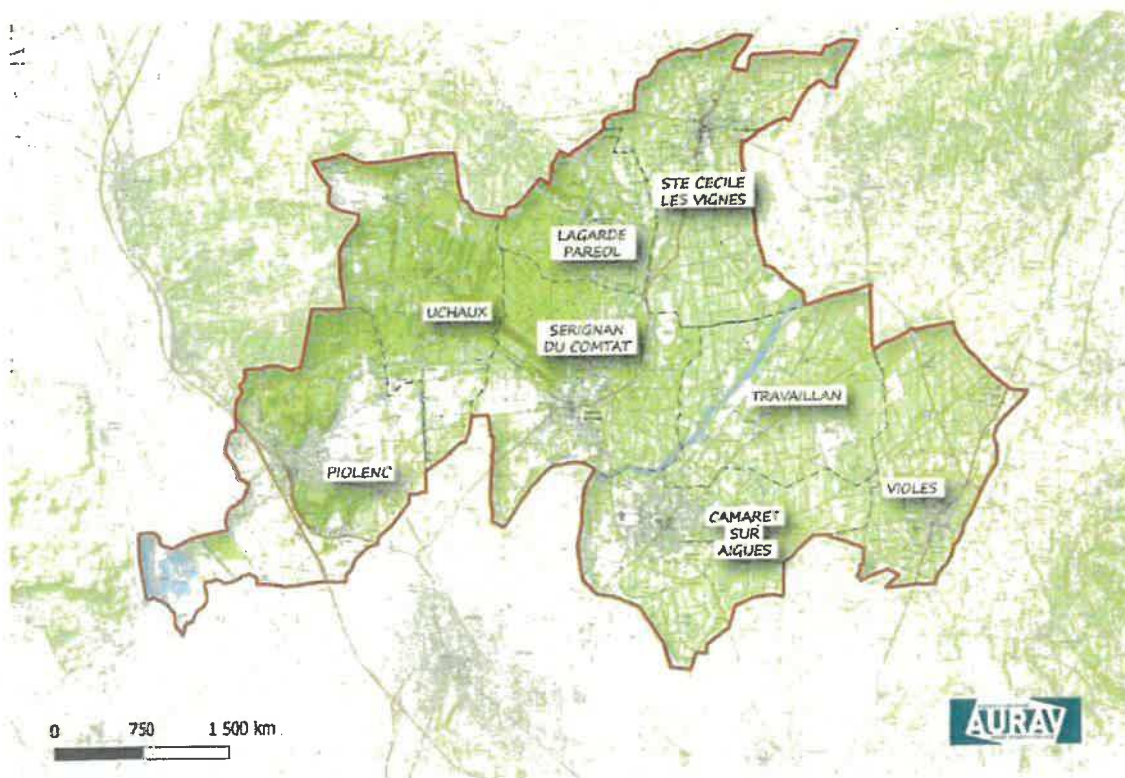 STE CECILE
LES VIGNES
LAGARDE
PAREOL
UCHAUX
SERIGNAN
DU COMTAT
TRAVAILLAN
PIOLENC
VIOLES
CAMARET
SUR
AIGUES
0 750 1 500 km
AURAV